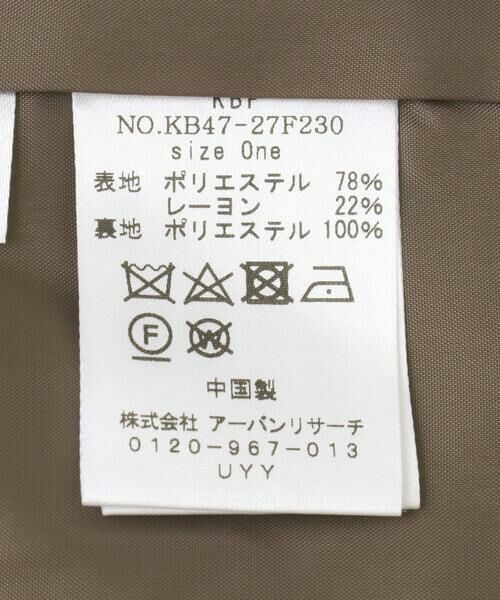 KBF
NO.KB47-27F230
size One
表地 ポリエステル 78%
レーヨン 22%
裏地 ポリエステル 100%
F W
中国製
株式会社 アーバンリサーチ
0120-967-013
UYY